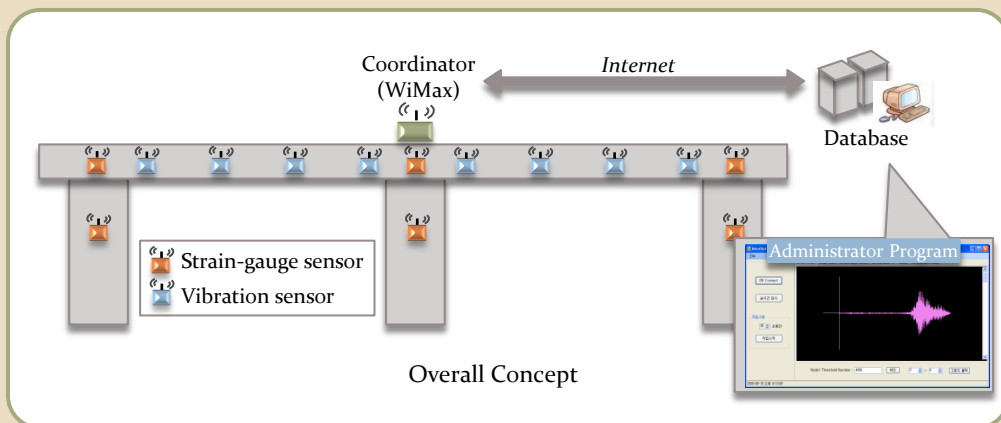 Coordinator
(WiMax)
Internet
Database
Administrator Program
Strain-gauge sensor
Vibration sensor
Overall Concept